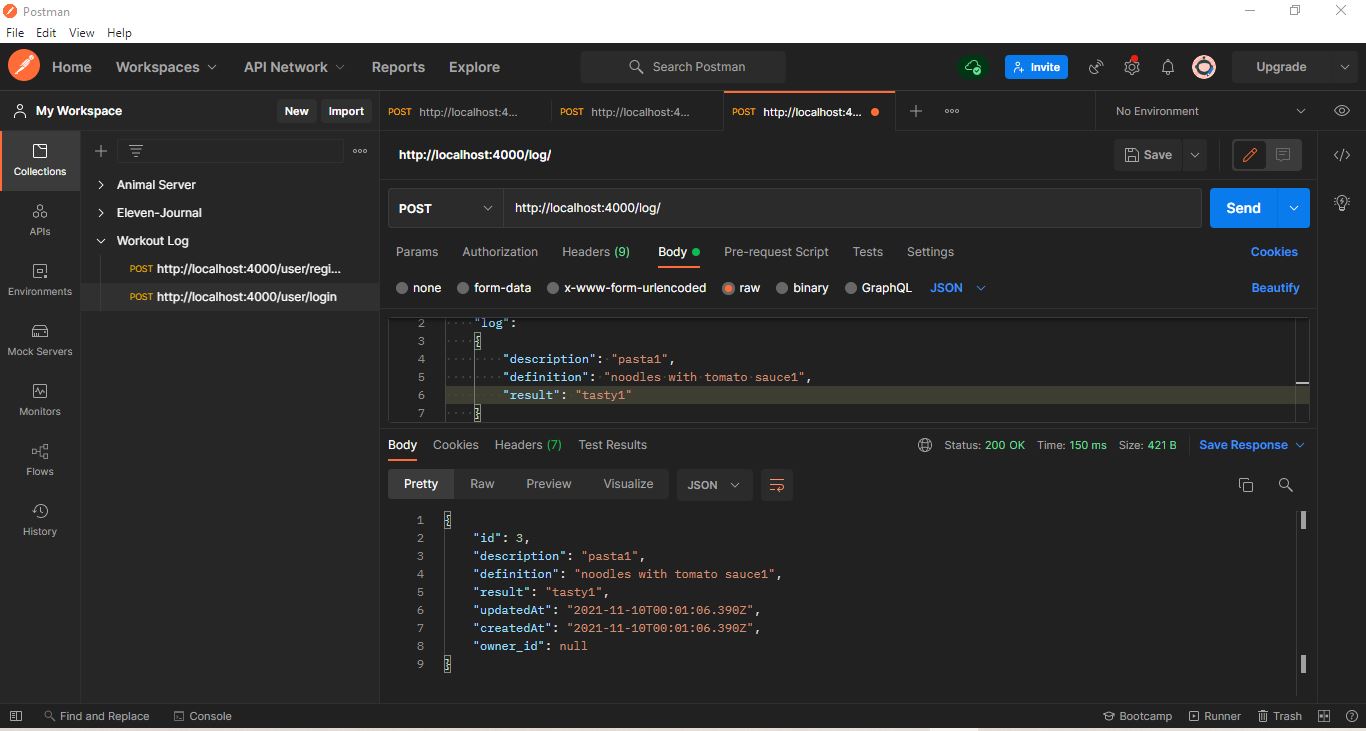 Postman
File Edit View Help
Home Workspaces API Network Reports Explore Search Postman Invite Upgrade
My Workspace New Import
POST http://localhost:4... POST http://localhost:4... POST http://localhost:4... No Environment
Collections
APIs
Environments
Mock Servers
Monitors
Flows
History
Animal Server
Eleven-Journal
Workout Log
POST http://localhost:4000/user/regi...
POST http://localhost:4000/user/login
http://localhost:4000/log/ Save
POST http://localhost:4000/log/ Send
Params Authorization Headers (9) Body Pre-request Script Tests Settings Cookies
none form-data x-www-form-urlencoded raw binary GraphQL JSON Beautify
2 "log":
3 {
4 "description": "pasta1",
5 "definition": "noodles with tomato sauce1",
6 "result": "tasty1"
7 }
Body Cookies Headers (7) Test Results Status: 200 OK Time: 150 ms Size: 421 B Save Response
Pretty Raw Preview Visualize JSON
1 {
2 "id": 3,
3 "description": "pasta1",
4 "definition": "noodles with tomato sauce1",
5 "result": "tasty1",
6 "updatedAt": "2021-11-10T00:01:06.390Z",
7 "createdAt": "2021-11-10T00:01:06.390Z",
8 "owner_id": null
9 }
Find and Replace Console Bootcamp Runner Trash